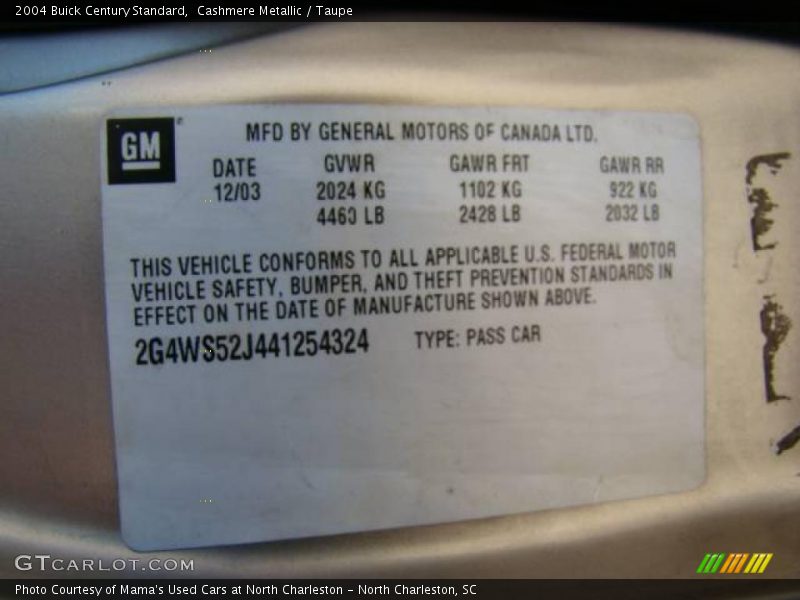 2004 Buick Century Standard,  Cashmere Metallic / Taupe
GM
MFD BY GENERAL MOTORS OF CANADA LTD.
DATE GVWR GAWR FRT GAWR RR
12/03 2024 KG 1102 KG 922 KG
4460 LB 2428 LB 2032 LB
THIS VEHICLE CONFORMS TO ALL APPLICABLE U.S. FEDERAL MOTOR
VEHICLE SAFETY, BUMPER, AND THEFT PREVENTION STANDARDS IN
EFFECT ON THE DATE OF MANUFACTURE SHOWN ABOVE.
2G4WS52J441254324 TYPE: PASS CAR
GTCARLOT.COM
Photo Courtesy of Mama's Used Cars at North Charleston - North Charleston, SC